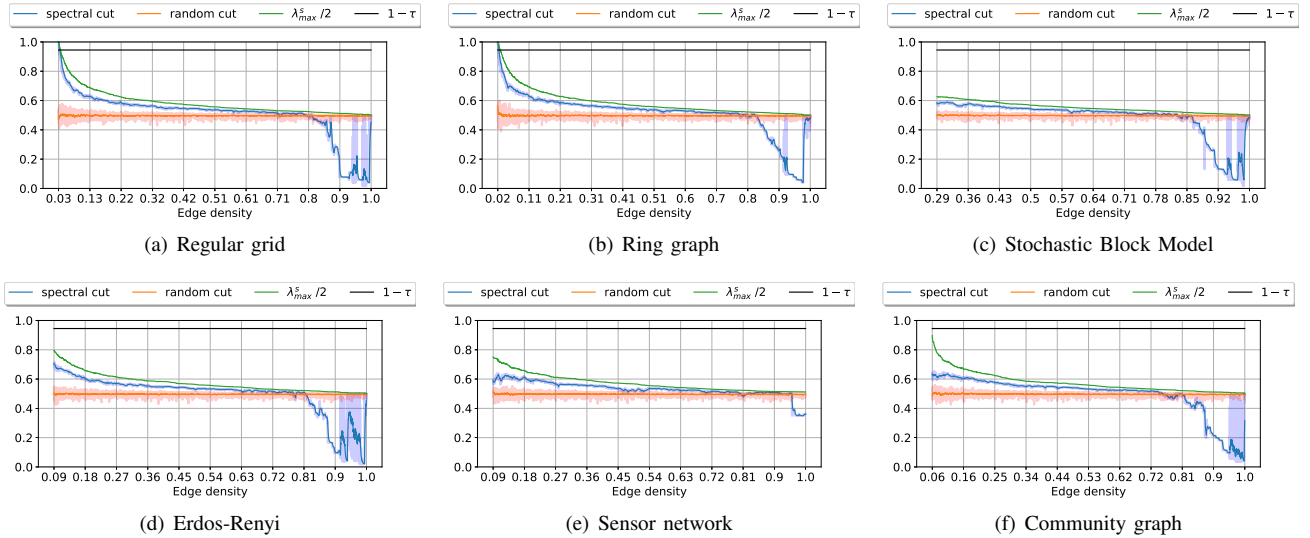 spectral cut random cut λˢₘₐₓ /2 1 − τ
1.0
0.8
0.6
0.4
0.2
0.0
0.03 0.13 0.22 0.32 0.42 0.52 0.61 0.71 0.8 0.9 1.0
Edge density
(a) Regular grid
spectral cut random cut λˢₘₐₓ /2 1 − τ
1.0
0.8
0.6
0.4
0.2
0.0
0.02 0.12 0.21 0.31 0.41 0.51 0.61 0.71 0.8 0.9 1.0
Edge density
(b) Ring graph
spectral cut random cut λˢₘₐₓ /2 1 − τ
1.0
0.8
0.6
0.4
0.2
0.0
0.29 0.36 0.43 0.5 0.57 0.64 0.71 0.78 0.85 0.92 1.0
Edge density
(c) Stochastic Block Model
spectral cut random cut λˢₘₐₓ /2 1 − τ
1.0
0.8
0.6
0.4
0.2
0.0
0.09 0.18 0.27 0.36 0.45 0.54 0.63 0.72 0.81 0.9 1.0
Edge density
(d) Erdos-Renyi
spectral cut random cut λˢₘₐₓ /2 1 − τ
1.0
0.8
0.6
0.4
0.2
0.0
0.09 0.18 0.27 0.36 0.45 0.54 0.63 0.72 0.81 0.9 1.0
Edge density
(e) Sensor network
spectral cut random cut λˢₘₐₓ /2 1 − τ
1.0
0.8
0.6
0.4
0.2
0.0
0.06 0.16 0.25 0.34 0.43 0.53 0.62 0.72 0.81 0.9 1.0
Edge density
(f) Community graph